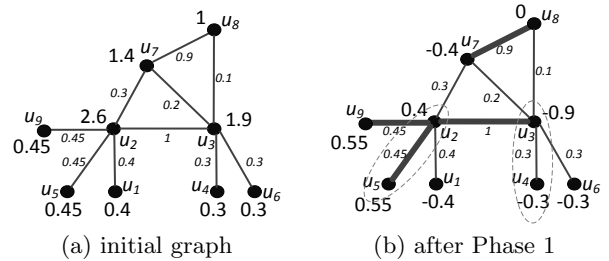 1 u8
0 u8
1.4 u7 0.9
-0.4 u7 0.9
0.3 0.2 0.1
0.3 0.2 0.1
u9 2.6 1.9
u9 0.4 -0.9
0.45 0.45 u2 1 u3
0.55 0.45 u2 1 u3
0.45 0.4 0.3 0.3
0.45 0.4 0.3 0.3
u5 u1 u4 u6
u5 u1 u4 u6
0.45 0.4 0.3 0.3
0.55 -0.4 -0.3 -0.3
(a) initial graph
(b) after Phase 1